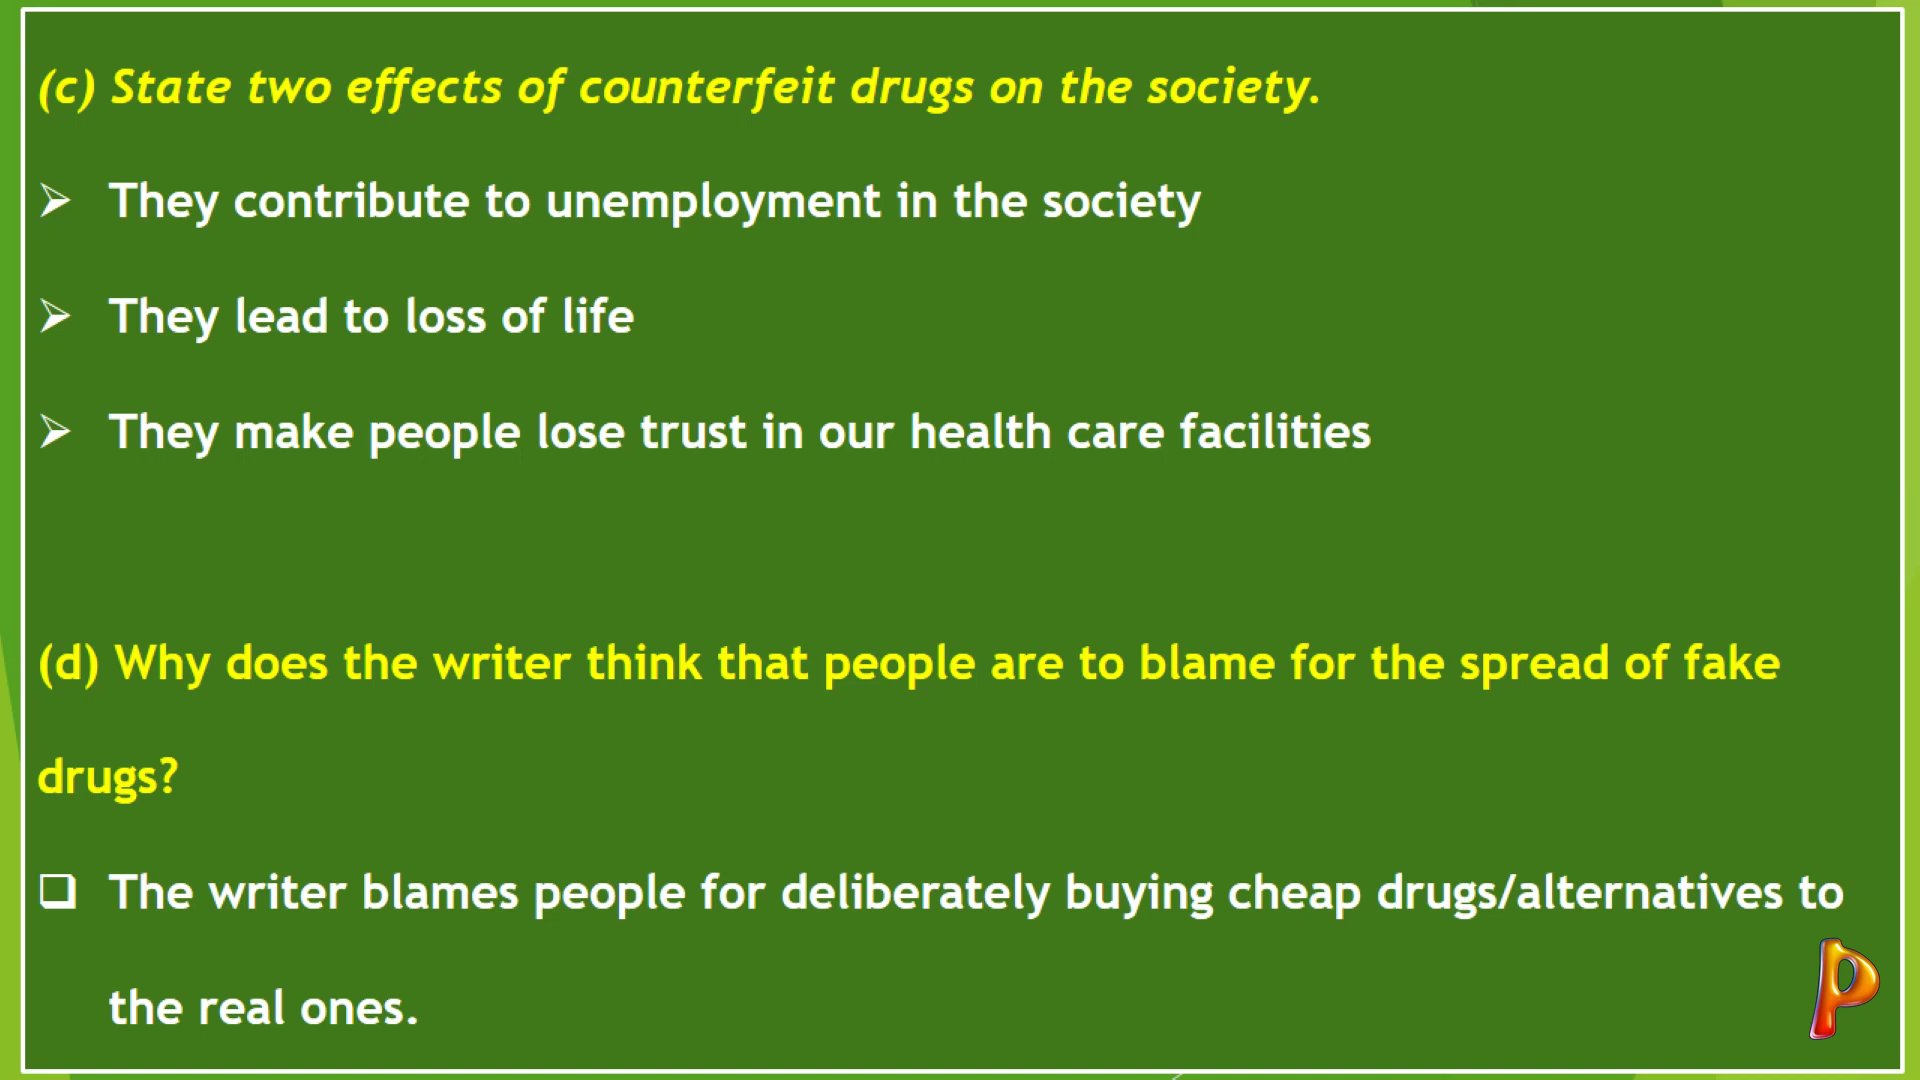 (c) State two effects of counterfeit drugs on the society.
They contribute to unemployment in the society
They lead to loss of life
They make people lose trust in our health care facilities
(d) Why does the writer think that people are to blame for the spread of fake
drugs?
The writer blames people for deliberately buying cheap drugs/alternatives to
the real ones.
P